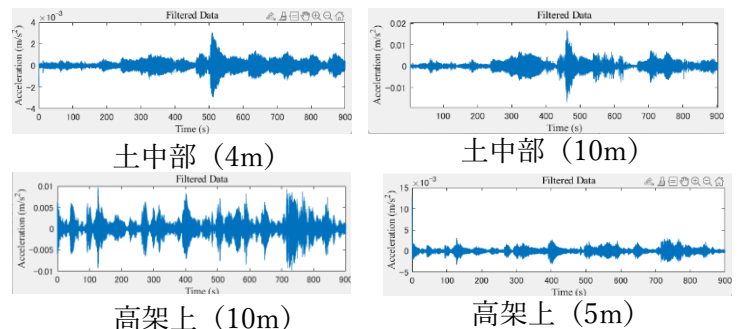 Filtered Data
×10⁻³
Acceleration (m/s²)
4
2
0
−2
−4
0 100 200 300 400 500 600 700 800 900
Time (s)
土中部（4m）
Filtered Data
Acceleration (m/s²)
0.02
0.01
0
−0.01
100 200 300 400 500 600 700 800 900
Time (s)
土中部（10m）
Filtered Data
Acceleration (m/s²)
0.01
0.005
0
−0.005
−0.01
0 100 200 300 400 500 600 700 800 900
Time (s)
高架上（10m）
Filtered Data
×10⁻³
Acceleration (m/s²)
15
10
5
0
−5
0 100 200 300 400 500 600 700 800 900
Time (s)
高架上（5m）